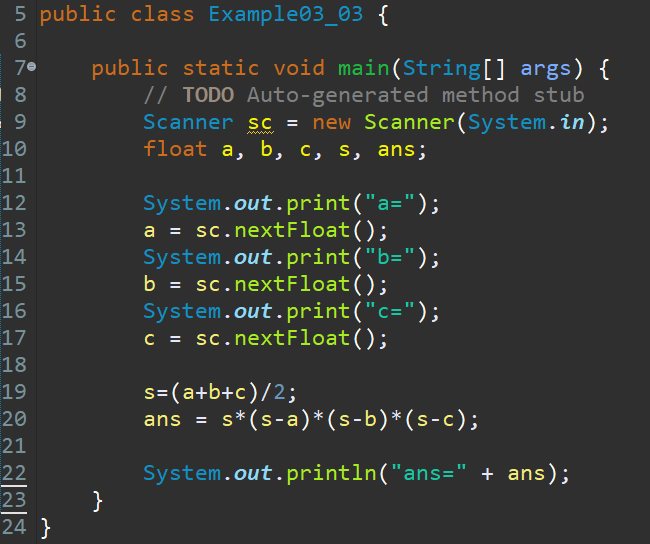 5 public class Example03_03 {
6
7 public static void main(String[] args) {
8 // TODO Auto-generated method stub
9 Scanner sc = new Scanner(System.in);
10 float a, b, c, s, ans;
11
12 System.out.print("a=");
13 a = sc.nextFloat();
14 System.out.print("b=");
15 b = sc.nextFloat();
16 System.out.print("c=");
17 c = sc.nextFloat();
18
19 s=(a+b+c)/2;
20 ans = s*(s-a)*(s-b)*(s-c);
21
22 System.out.println("ans=" + ans);
23 }
24 }